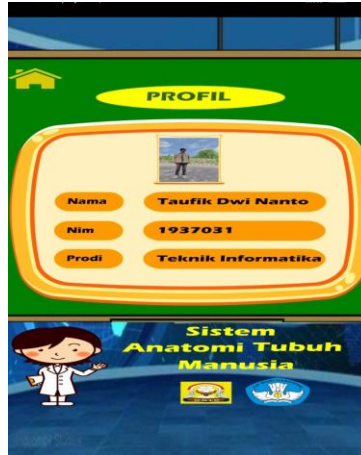 PROFIL
Nama Taufik Dwi Nanto
Nim 1937031
Prodi Teknik Informatika
Sistem
Anatomi Tubuh
Manusia